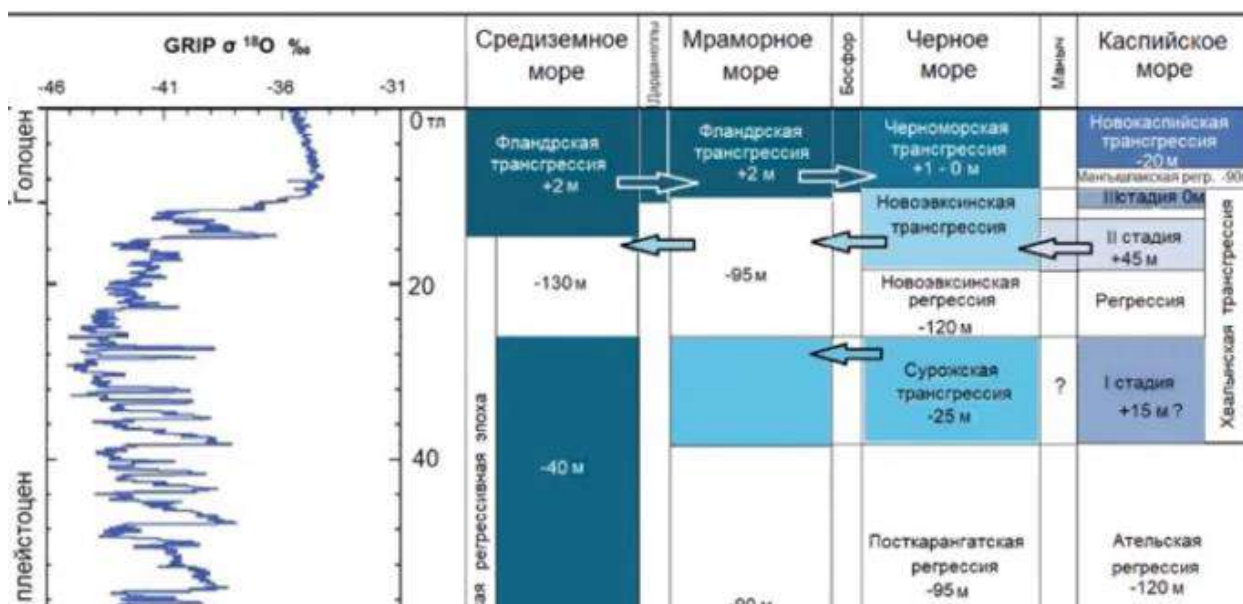 GRIP σ ¹⁸O ‰
-46 -41 -36 -31
Средиземное
море
Дарданеллы
Мраморное
море
Босфор
Черное
море
Маныч
Каспийское
море
Голоцен
плейстоцен
0 тл
20
40
Фландрская
трансгрессия
+2 м
Фландрская
трансгрессия
+2 м
Черноморская
трансгрессия
+1 - 0 м
Новокаспийская
трансгрессия
-20 м
Мангышлакская регр. -90
Новоэвксинская
трансгрессия
IIIстадия 0м
II стадия
+45 м
-130 м
-95 м
Новоэвксинская
регрессия
-120 м
Регрессия
Хвалынская трансгрессия
регрессивная эпоха
-40 м
Сурожская
трансгрессия
-25 м
?
I стадия
+15 м ?
Посткарангатская
регрессия
-95 м
Ательская
регрессия
-120 м